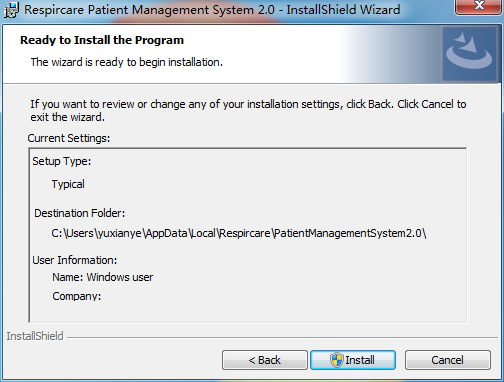 Respircare Patient Management System 2.0 - InstallShield Wizard
Ready to Install the Program
The wizard is ready to begin installation.
If you want to review or change any of your installation settings, click Back. Click Cancel to
exit the wizard.
Current Settings:
Setup Type:
Typical
Destination Folder:
C:\Users\yuxianye\AppData\Local\Respircare\PatientManagementSystem2.0\
User Information:
Name: Windows user
Company:
InstallShield
< Back
Install
Cancel